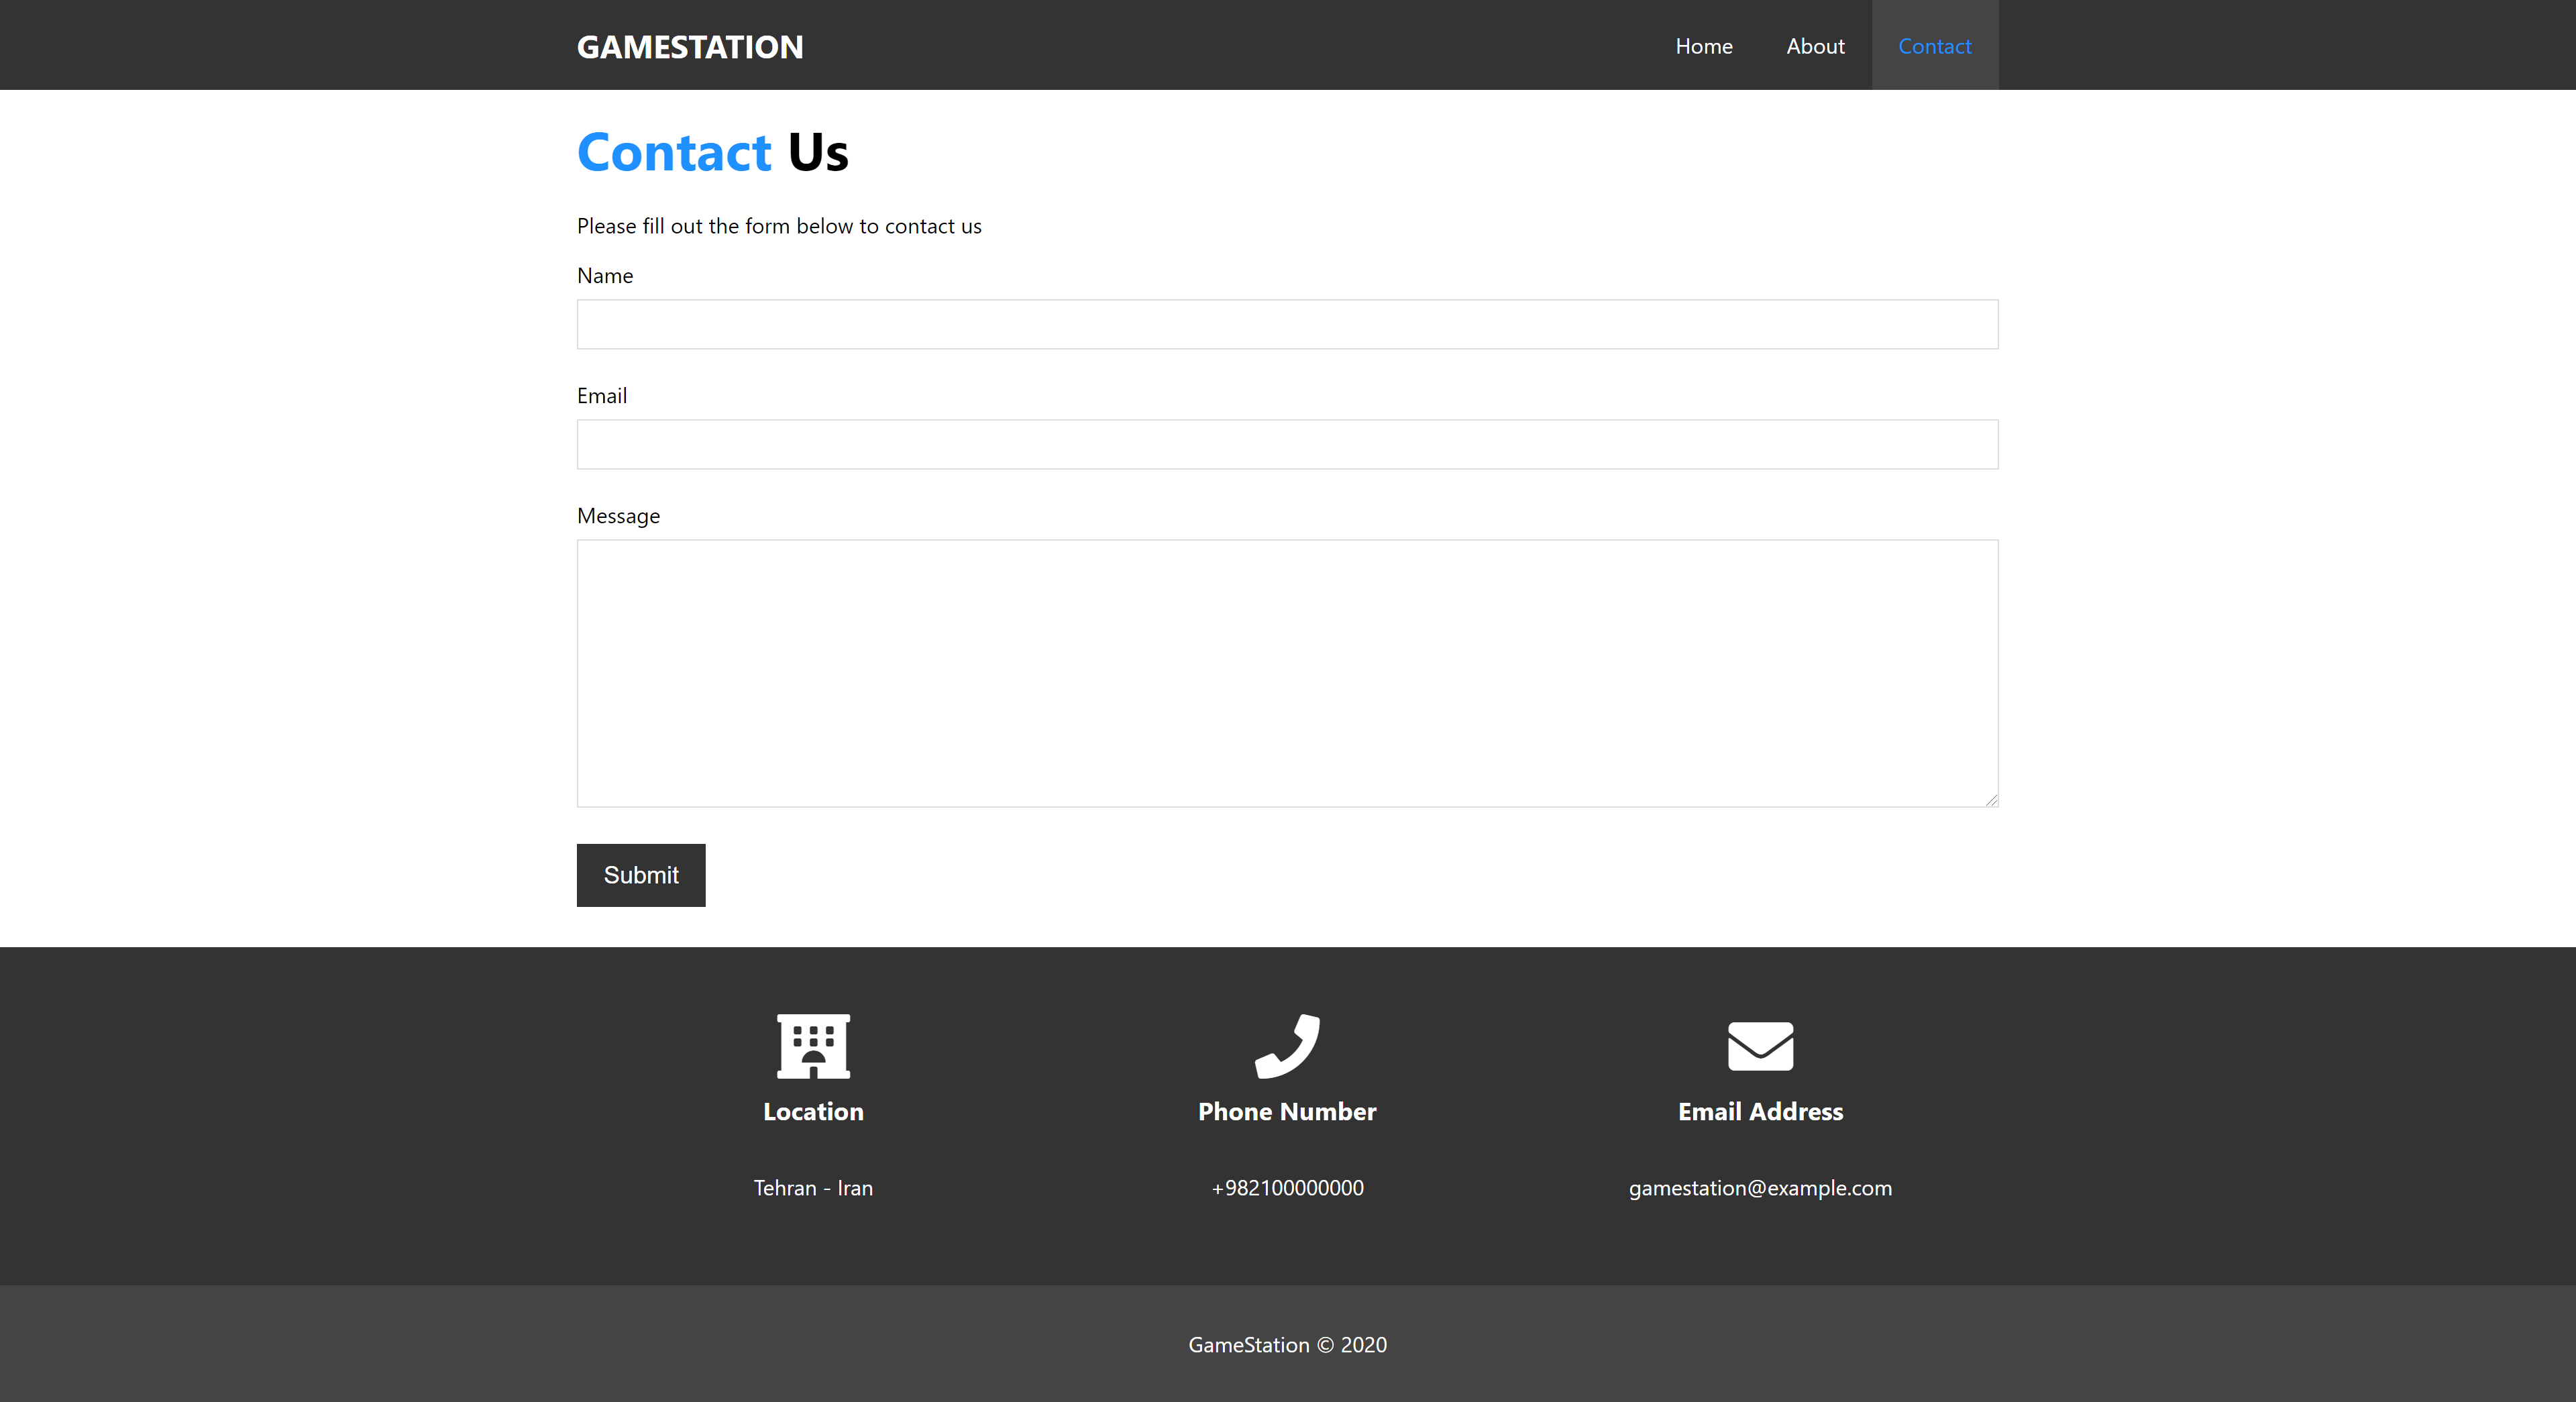 GAMESTATION
Home About Contact
Contact Us
Please fill out the form below to contact us
Name
Email
Message
Submit
Location Phone Number Email Address
Tehran - Iran +982100000000 gamestation@example.com
GameStation © 2020